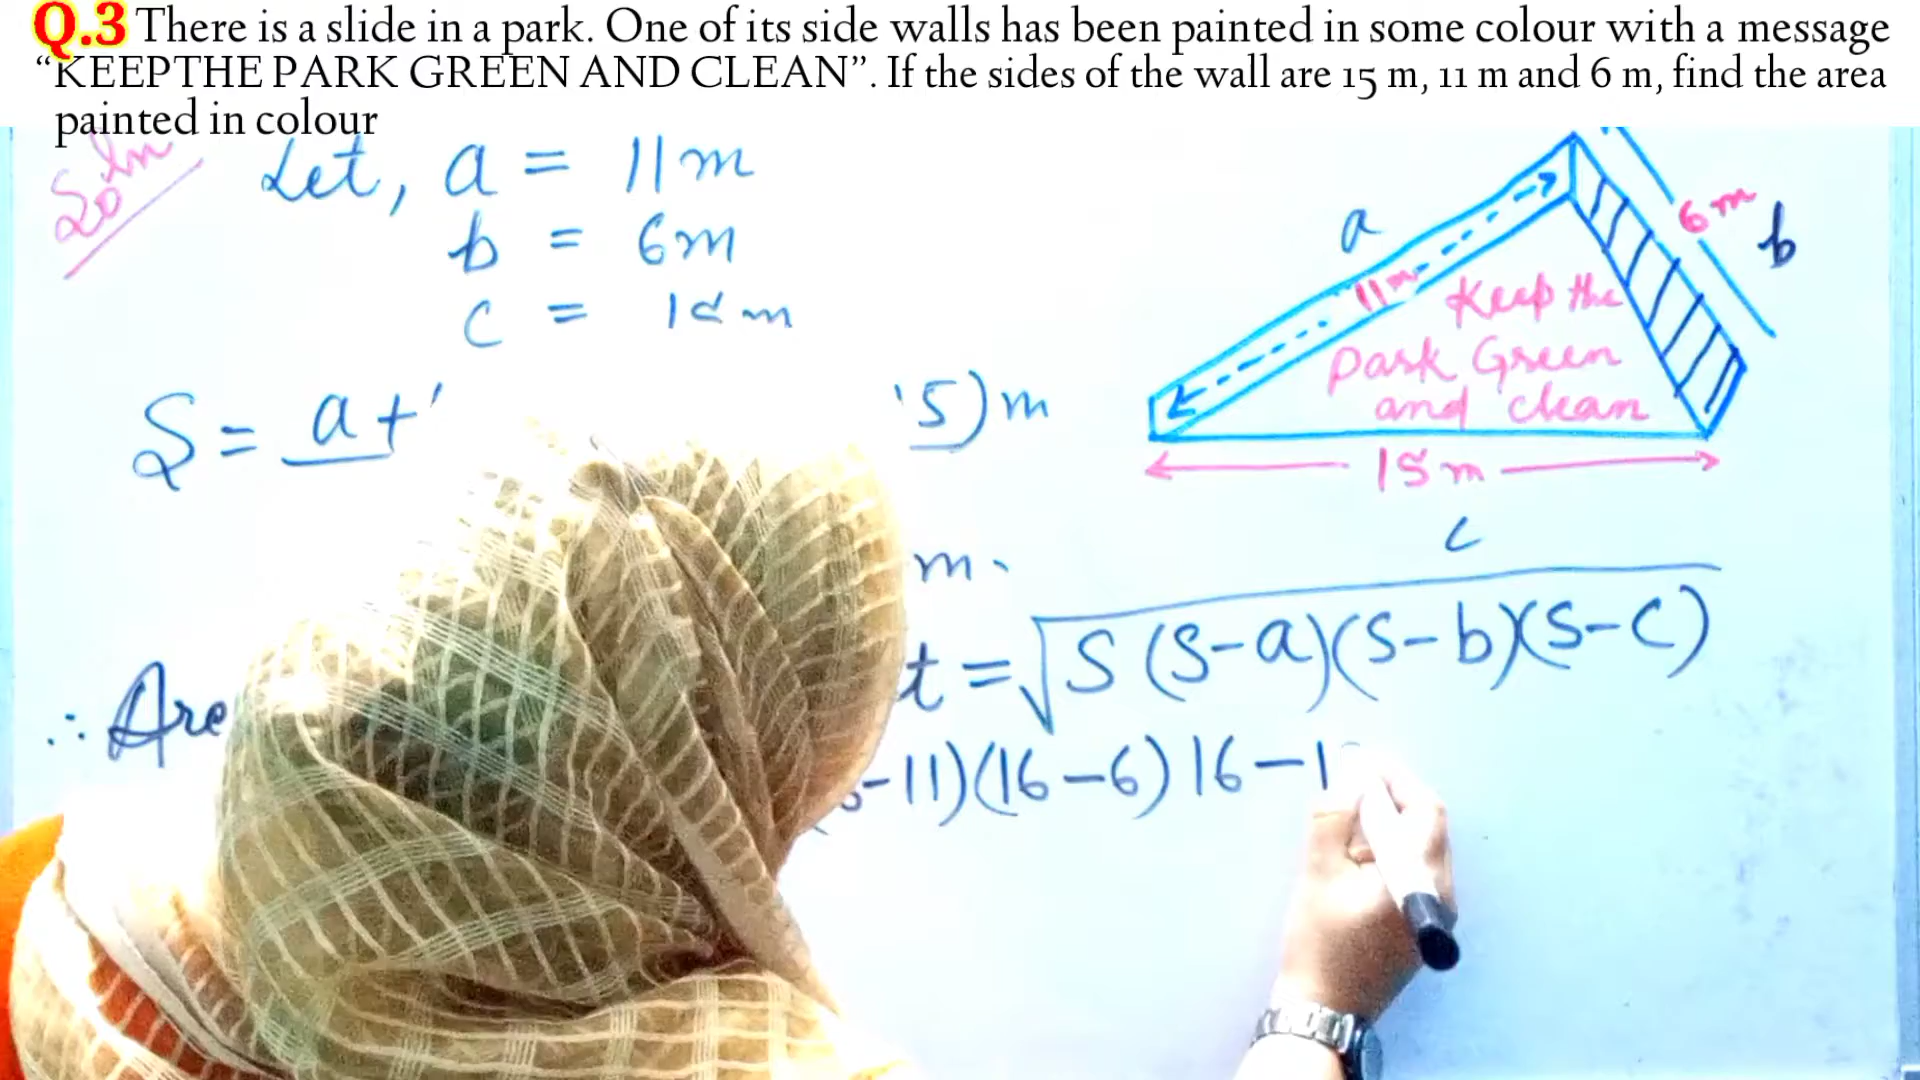 Q.3 There is a slide in a park. One of its side walls has been painted in some colour with a message
“KEEPTHE PARK GREEN AND CLEAN”. If the sides of the wall are 15 m, 11 m and 6 m, find the area
painted in colour
Soln
Let, a = 11m
b = 6m
c = 15m
S = a+
5)m
m.
∴ Are
t = √S(S-a)(S-b)(S-c)
-11)(16-6)16-1
a
11m
6m
b
Keep the
Park Green
and clean
15m
c